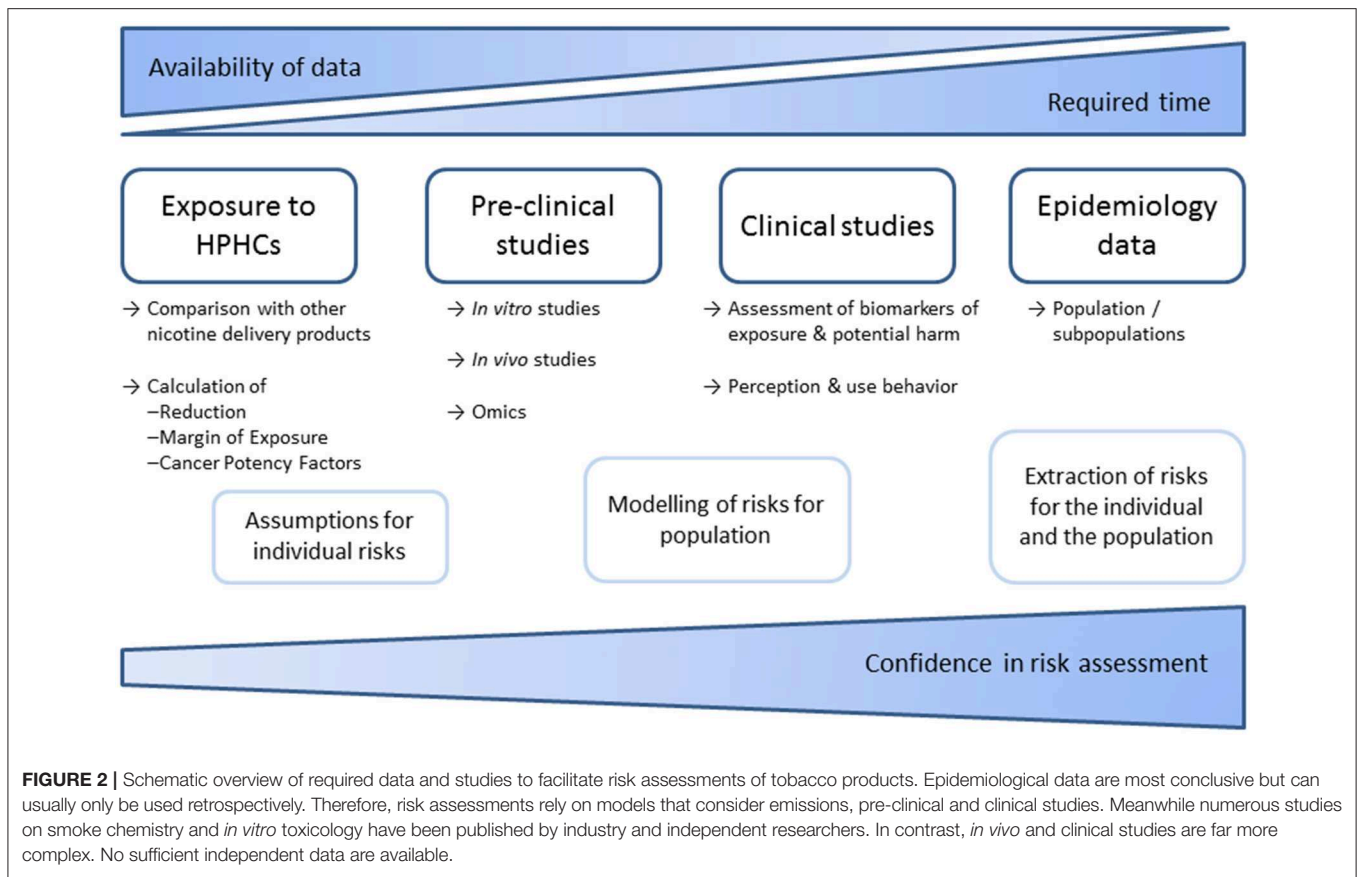 Availability of data
Required time
Exposure to
HPHCs
Pre-clinical
studies
Clinical studies
Epidemiology
data
→ Comparison with other
nicotine delivery products
→ Calculation of
–Reduction
–Margin of Exposure
–Cancer Potency Factors
→ In vitro studies
→ In vivo studies
→ Omics
→ Assessment of biomarkers of
exposure & potential harm
→ Perception & use behavior
→ Population /
subpopulations
Assumptions for
individual risks
Modelling of risks for
population
Extraction of risks
for the individual
and the population
Confidence in risk assessment
FIGURE 2 | Schematic overview of required data and studies to facilitate risk assessments of tobacco products. Epidemiological data are most conclusive but can
usually only be used retrospectively. Therefore, risk assessments rely on models that consider emissions, pre-clinical and clinical studies. Meanwhile numerous studies
on smoke chemistry and in vitro toxicology have been published by industry and independent researchers. In contrast, in vivo and clinical studies are far more
complex. No sufficient independent data are available.